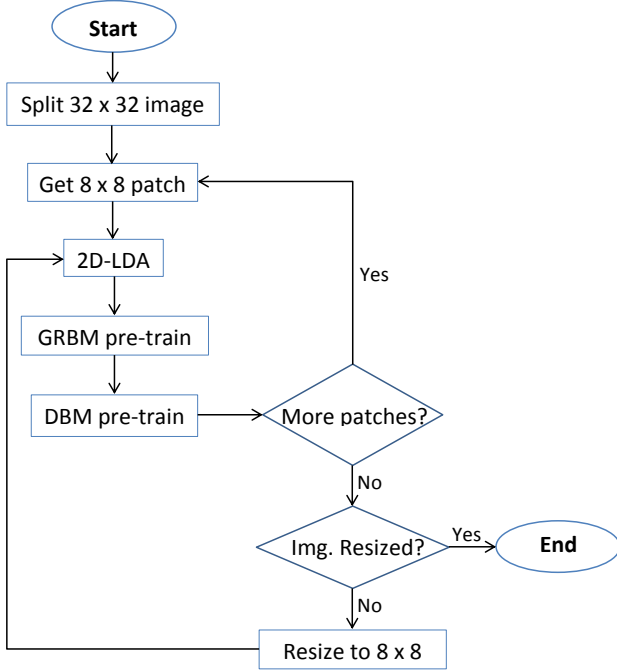 Start
Split 32 x 32 image
Get 8 x 8 patch
2D-LDA
Yes
GRBM pre-train
DBM pre-train
More patches?
No
Img. Resized?
Yes
End
No
Resize to 8 x 8